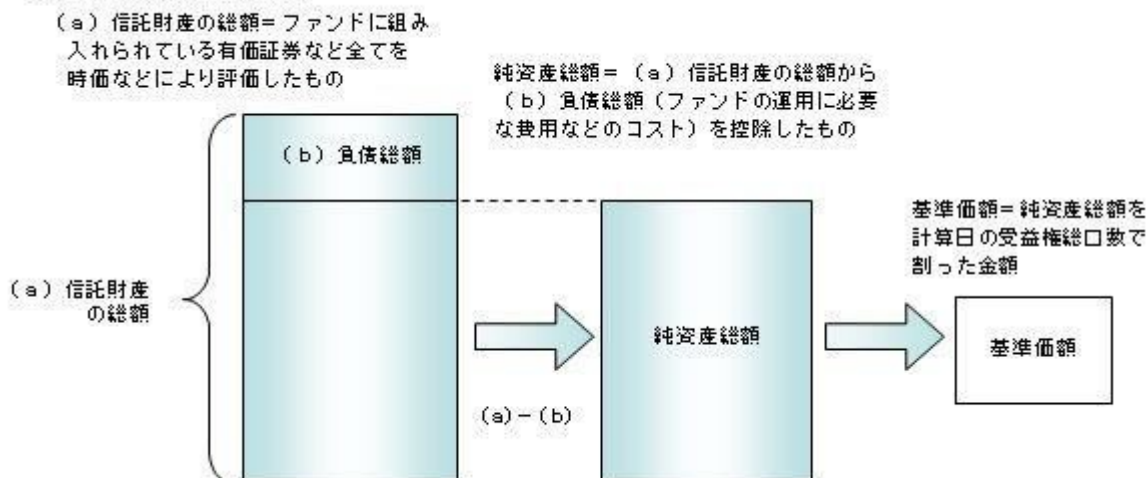 (a)信託財産の総額=ファンドに組み
入れられている有価証券など全てを
時価などにより評価したもの
純資産総額=(a)信託財産の総額から
(b)負債総額(ファンドの運用に必要
な費用などのコスト)を控除したもの
(b)負債総額
基準価額=純資産総額を
計算日の受益権総口数で
割った金額
(a)信託財産
の総額
純資産総額
基準価額
(a)-(b)